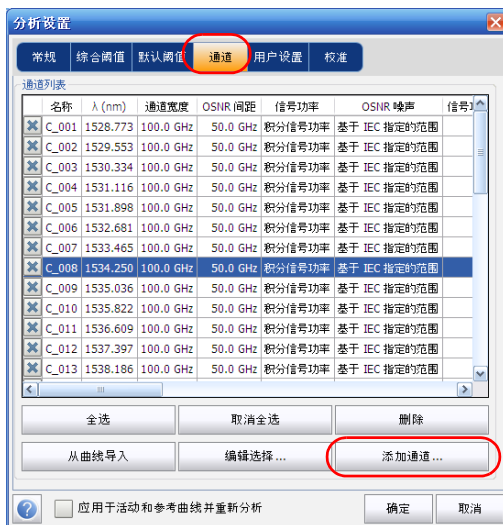 分析设置
常规 综合阈值 默认阈值 通道 用户设置 校准
通道列表
名称 λ (nm) 通道宽度 OSNR 间距 信号功率 OSNR 噪声
C_001 1528.773 100.0 GHz 50.0 GHz 积分信号功率 基于 IEC 指定的范围
C_002 1529.553 100.0 GHz 50.0 GHz 积分信号功率 基于 IEC 指定的范围
C_003 1530.334 100.0 GHz 50.0 GHz 积分信号功率 基于 IEC 指定的范围
C_004 1531.116 100.0 GHz 50.0 GHz 积分信号功率 基于 IEC 指定的范围
C_005 1531.898 100.0 GHz 50.0 GHz 积分信号功率 基于 IEC 指定的范围
C_006 1532.681 100.0 GHz 50.0 GHz 积分信号功率 基于 IEC 指定的范围
C_007 1533.465 100.0 GHz 50.0 GHz 积分信号功率 基于 IEC 指定的范围
C_008 1534.250 100.0 GHz 50.0 GHz 积分信号功率 基于 IEC 指定的范围
C_009 1535.036 100.0 GHz 50.0 GHz 积分信号功率 基于 IEC 指定的范围
C_010 1535.822 100.0 GHz 50.0 GHz 积分信号功率 基于 IEC 指定的范围
C_011 1536.609 100.0 GHz 50.0 GHz 积分信号功率 基于 IEC 指定的范围
C_012 1537.397 100.0 GHz 50.0 GHz 积分信号功率 基于 IEC 指定的范围
C_013 1538.186 100.0 GHz 50.0 GHz 积分信号功率 基于 IEC 指定的范围
全选 取消全选 删除
从曲线导入 编辑选择... 添加通道...
应用于活动和参考曲线并重新分析 确定 取消